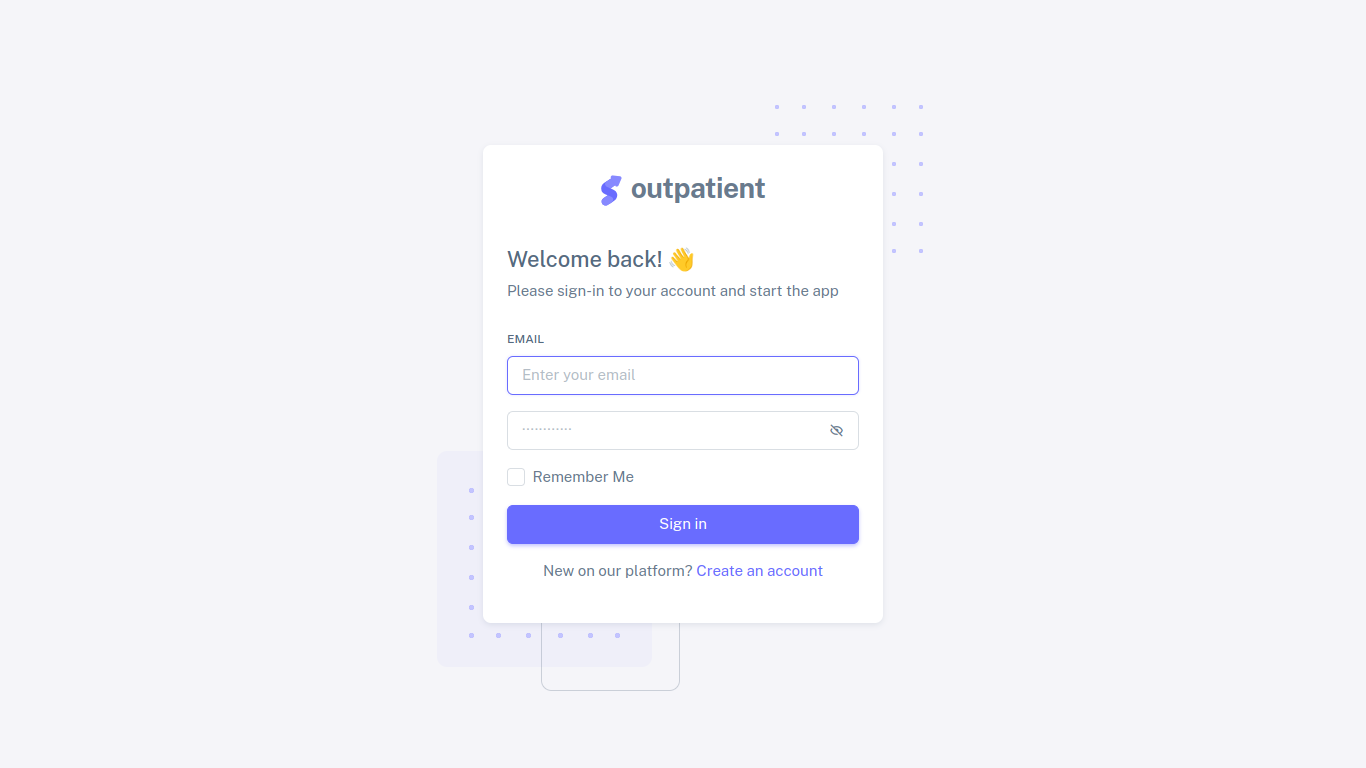 outpatient
Welcome back! 👋
Please sign-in to your account and start the app
EMAIL
Enter your email
············
Remember Me
Sign in
New on our platform? Create an account